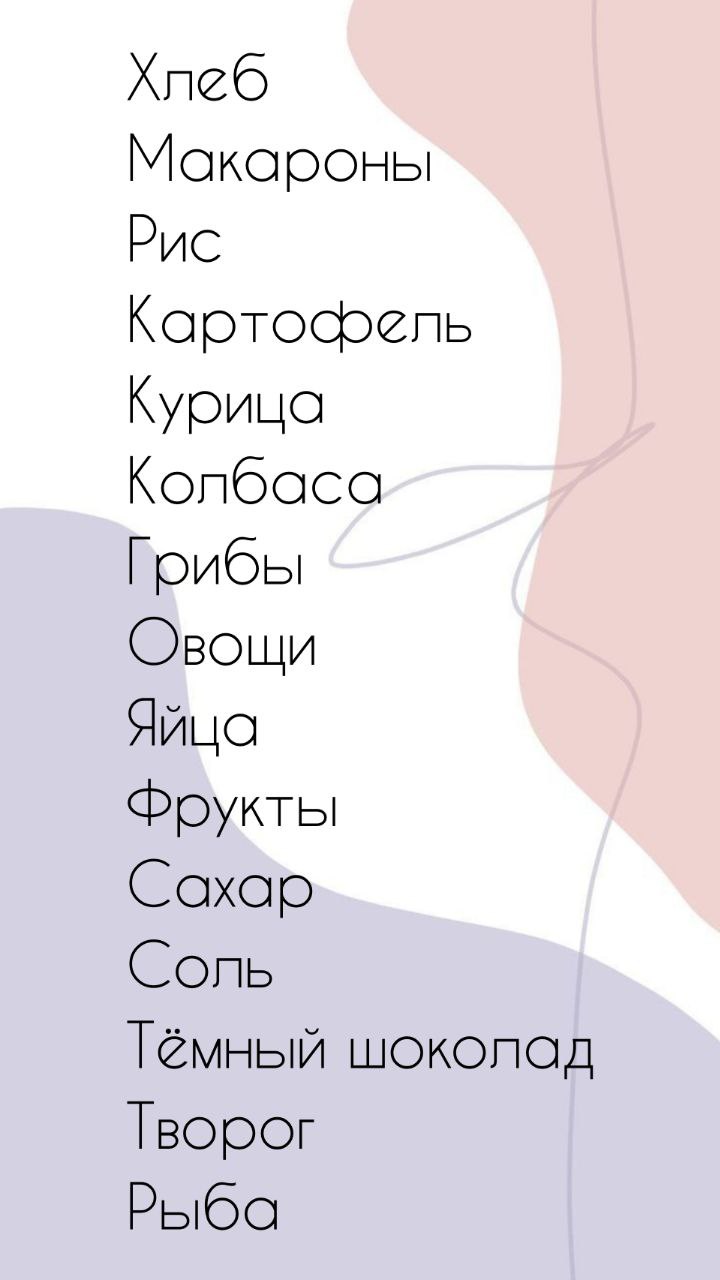 Хлеб
Макароны
Рис
Картофель
Курица
Колбаса
Грибы
Овощи
Яйца
Фрукты
Сахар
Соль
Тёмный шоколад
Творог
Рыба